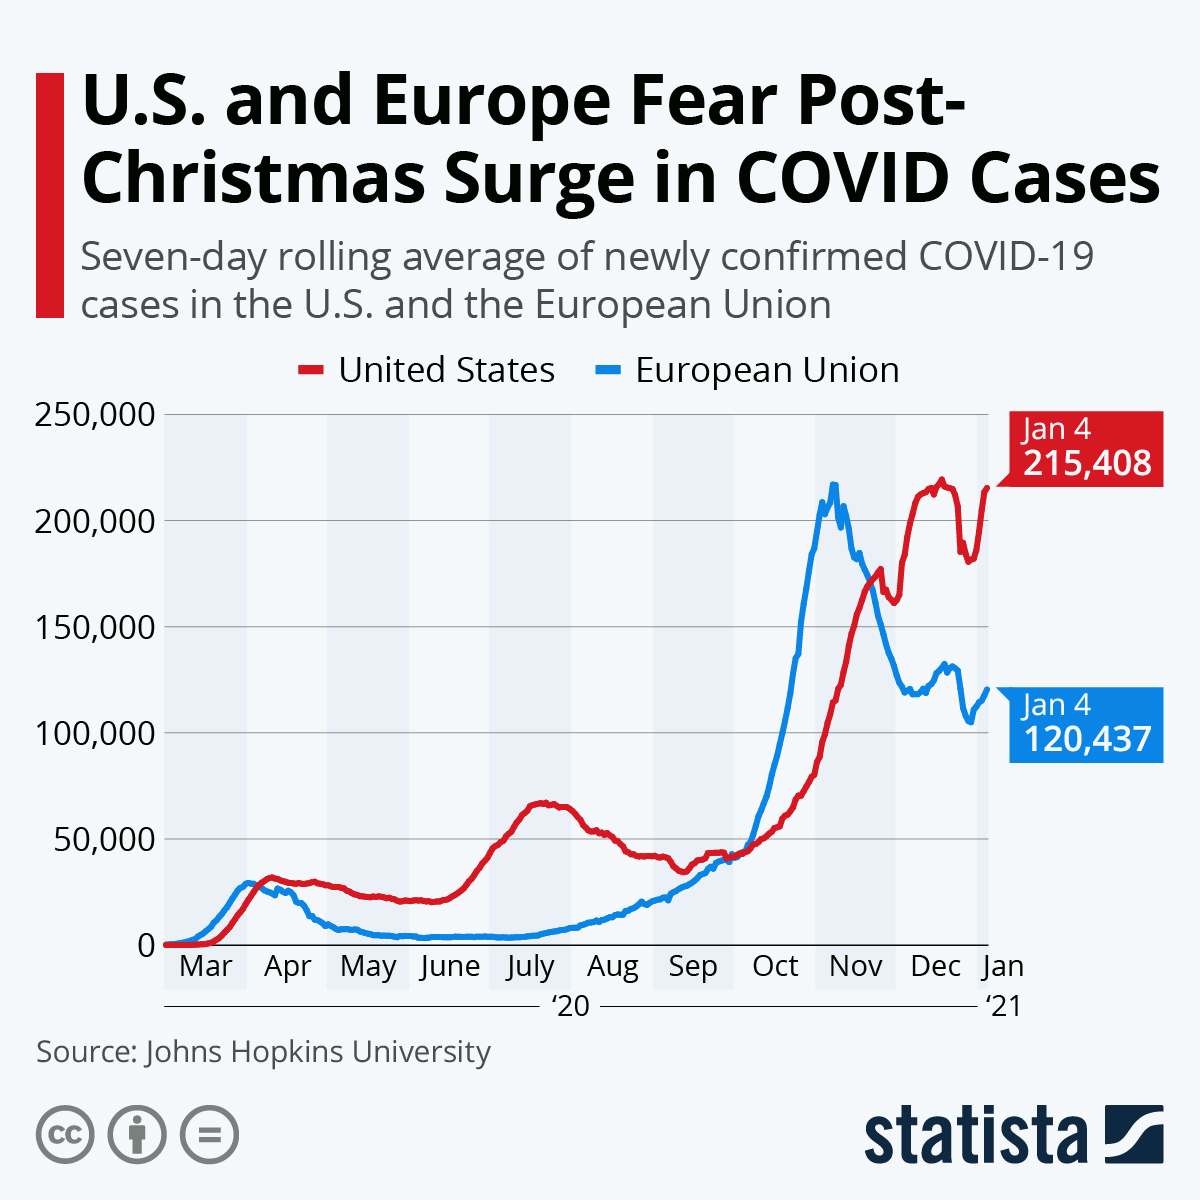 U.S. and Europe Fear Post-
Christmas Surge in COVID Cases
Seven-day rolling average of newly confirmed COVID-19
cases in the U.S. and the European Union
United States
European Union
250,000
200,000
150,000
100,000
50,000
0
Jan 4
215,408
Jan 4
120,437
Mar Apr May June July Aug Sep Oct Nov Dec Jan
‘20 ‘21
Source: Johns Hopkins University
cc
statista